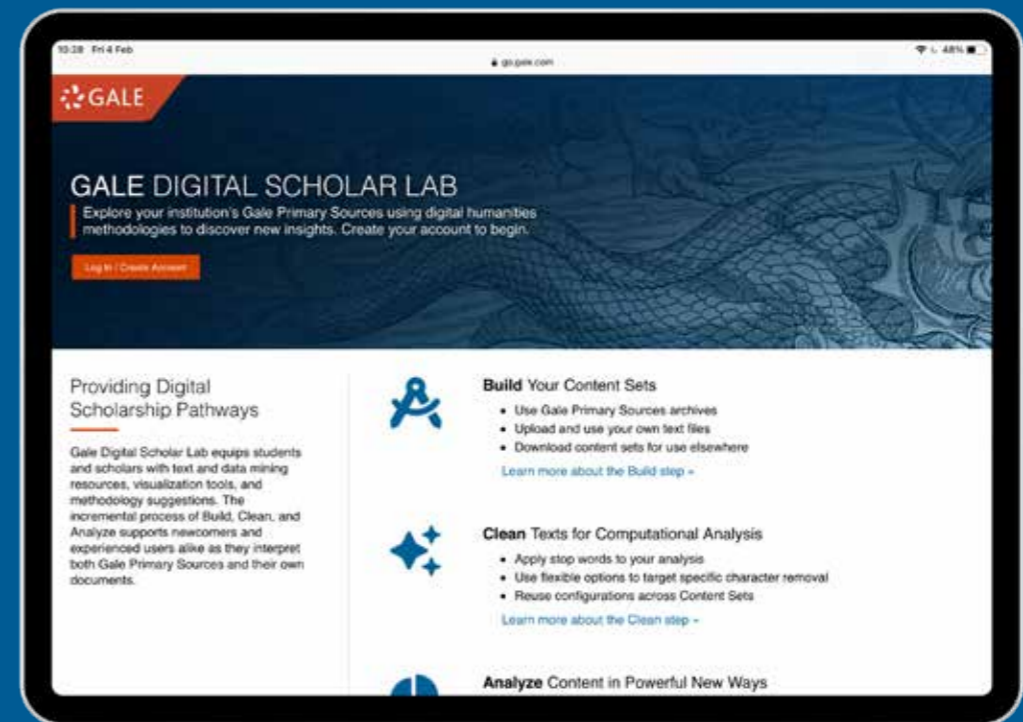 10:28 Fri 4 Feb
go.gale.com
48%
GALE
GALE DIGITAL SCHOLAR LAB
Explore your institution's Gale Primary Sources using digital humanities
methodologies to discover new insights. Create your account to begin.
Log In / Create Account
Providing Digital
Scholarship Pathways
Gale Digital Scholar Lab equips students
and scholars with text and data mining
resources, visualization tools, and
methodology suggestions. The
incremental process of Build, Clean, and
Analyze supports newcomers and
experienced users alike as they interpret
both Gale Primary Sources and their own
documents.
Build Your Content Sets
• Use Gale Primary Sources archives
• Upload and use your own text files
• Download content sets for use elsewhere
Learn more about the Build step »
Clean Texts for Computational Analysis
• Apply stop words to your analysis
• Use flexible options to target specific character removal
• Reuse configurations across Content Sets
Learn more about the Clean step »
Analyze Content in Powerful New Ways